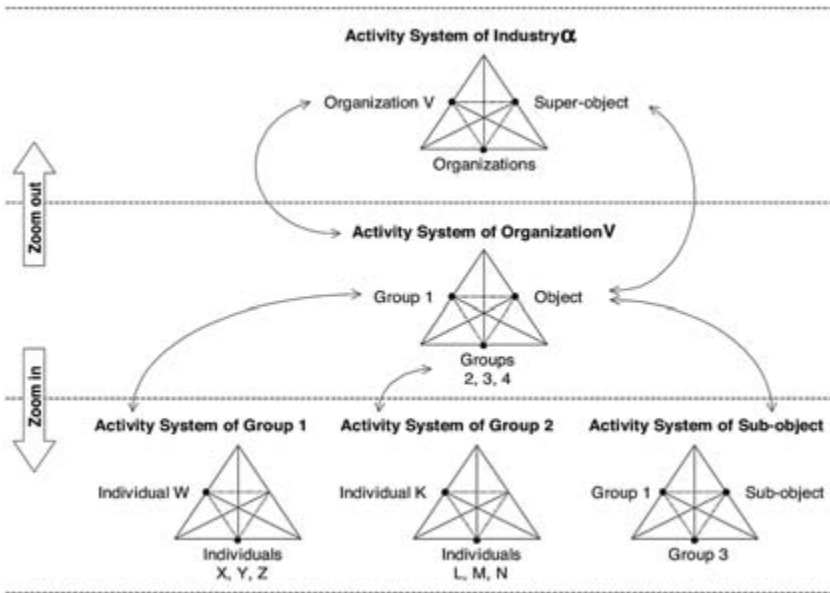 Activity System of Industry α
Organization V
Super-object
Organizations
Zoom out
Activity System of Organization V
Group 1
Object
Groups
2, 3, 4
Zoom in
Activity System of Group 1
Activity System of Group 2
Activity System of Sub-object
Individual W
Individuals
X, Y, Z
Individual K
Individuals
L, M, N
Group 1
Sub-object
Group 3